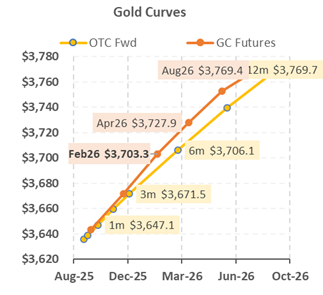 Gold Curves
OTC Fwd GC Futures
$3,780
$3,760
$3,740
$3,720
$3,700
$3,680
$3,660
$3,640
$3,620
Aug26 $3,769.4
12m $3,769.7
Apr26 $3,727.9
Feb26 $3,703.3
6m $3,706.1
3m $3,671.5
1m $3,647.1
Aug-25 Dec-25 Mar-26 Jun-26 Oct-26